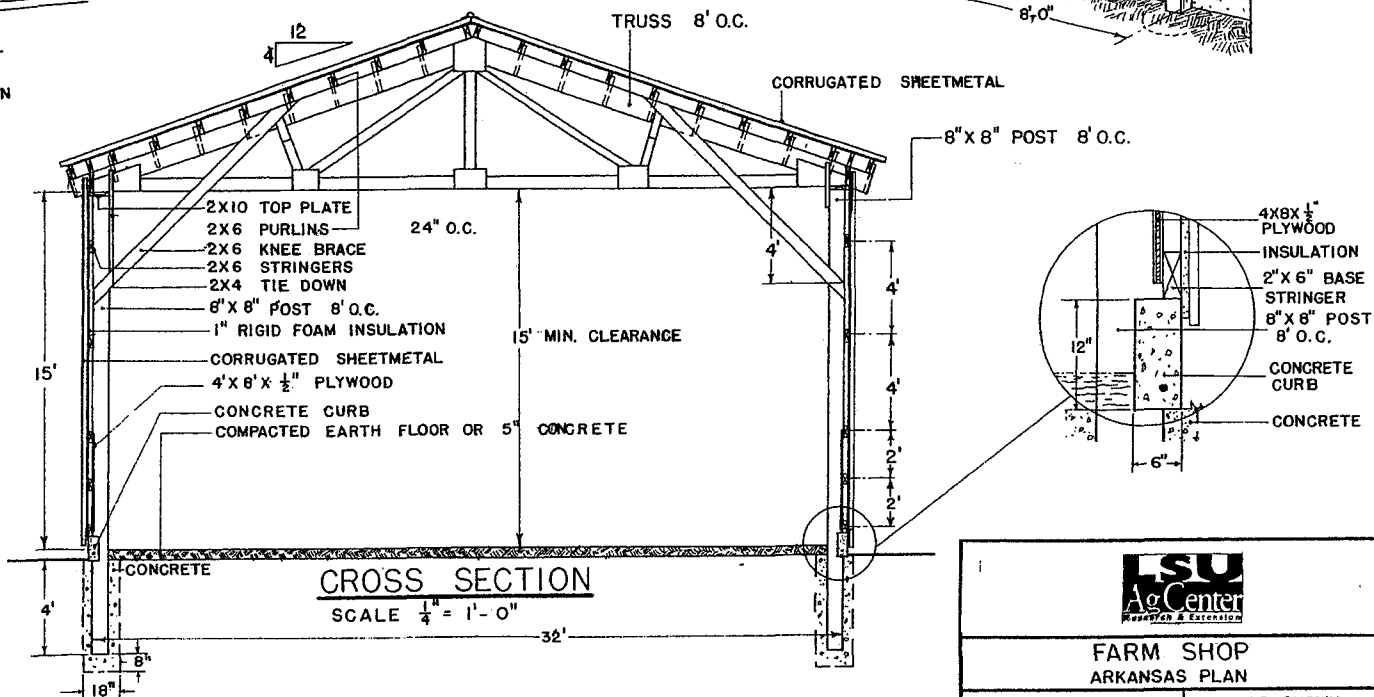 N
12
4
TRUSS 8' O.C.
8'-0"
CORRUGATED SHEETMETAL
8"X 8" POST 8' O.C.
2X10 TOP PLATE
2X6 PURLINS 24" O.C.
2X6 KNEE BRACE
2X6 STRINGERS
2X4 TIE DOWN
8"X 8" POST 8' O.C.
1" RIGID FOAM INSULATION
CORRUGATED SHEETMETAL
4'X 8'X ½" PLYWOOD
CONCRETE CURB
COMPACTED EARTH FLOOR OR 5" CONCRETE
15'
15' MIN. CLEARANCE
4'
4'
4'
2'
2'
4X8X ½"
PLYWOOD
INSULATION
2"X 6" BASE
STRINGER
8"X 8" POST
8' O.C.
12"
CONCRETE
CURB
CONCRETE
6"
CONCRETE
CROSS SECTION
SCALE ¼" = 1'-0"
4'
32'
8"
18"
LSU
Ag Center
Research & Extension
FARM SHOP
ARKANSAS PLAN